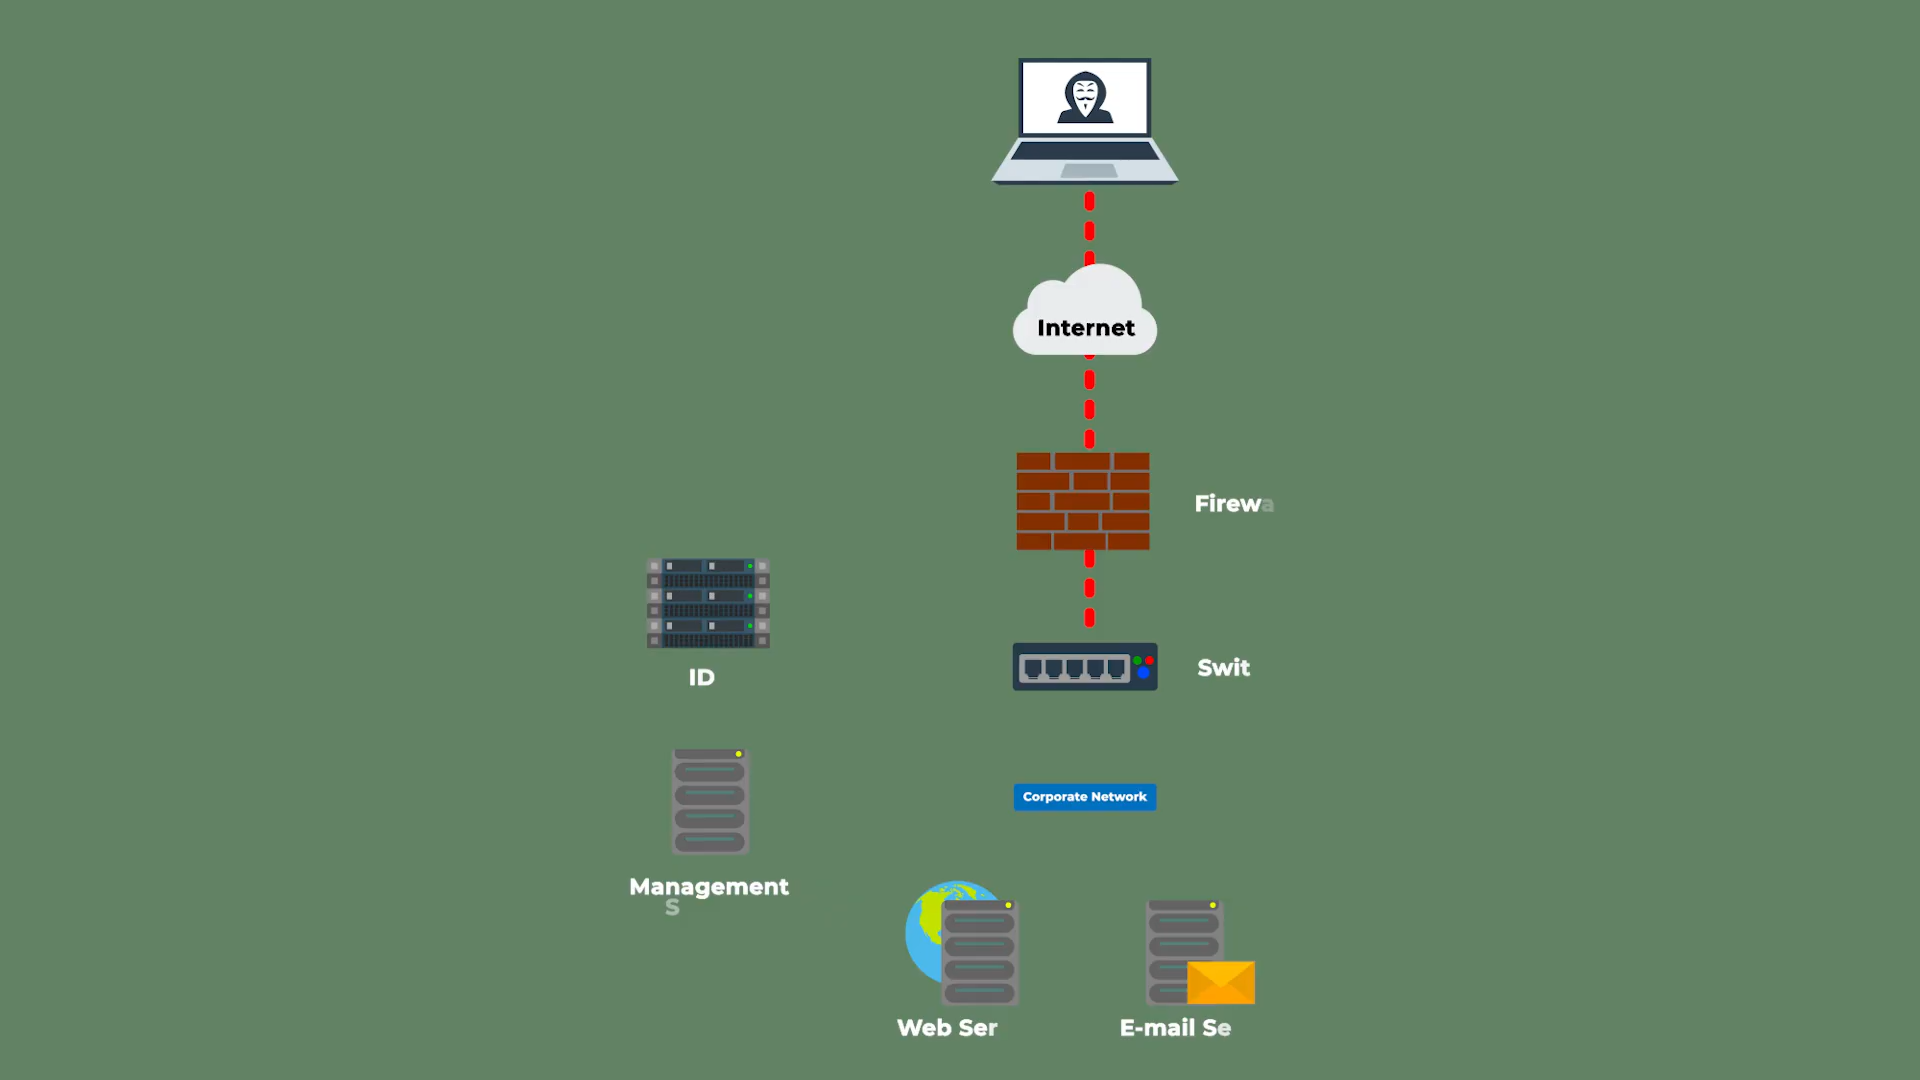 Internet
Firewa
ID
Swit
Corporate Network
Management
S
Web Ser
E-mail Se